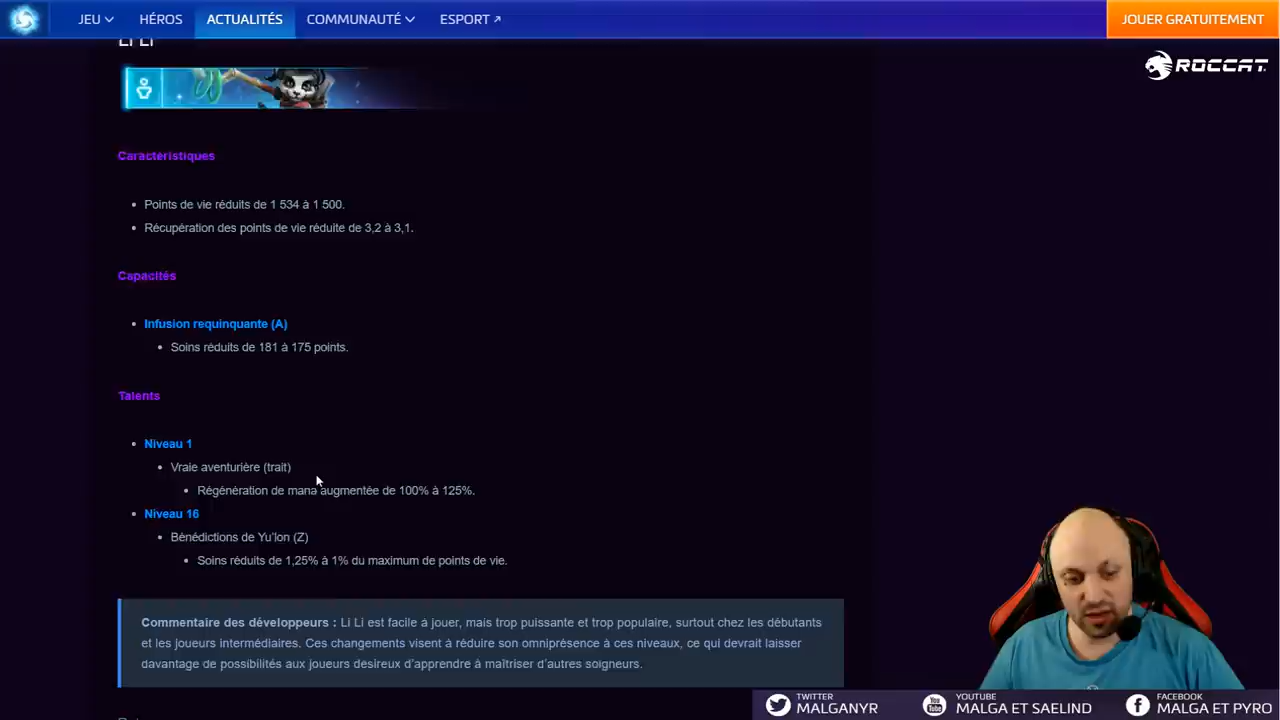 JEU HÉROS ACTUALITÉS COMMUNAUTÉ ESPORT JOUER GRATUITEMENT
Li Li
ROCCAT
Caractéristiques
Points de vie réduits de 1 534 à 1 500.
Récupération des points de vie réduite de 3,2 à 3,1.
Capacités
Infusion requinquante (A)
Soins réduits de 181 à 175 points.
Talents
Niveau 1
Vraie aventurière (trait)
Régénération de mana augmentée de 100% à 125%.
Niveau 16
Bénédictions de Yu'lon (Z)
Soins réduits de 1,25% à 1% du maximum de points de vie.
Commentaire des développeurs : Li Li est facile à jouer, mais trop puissante et trop populaire, surtout chez les débutants
et les joueurs intermédiaires. Ces changements visent à réduire son omniprésence à ces niveaux, ce qui devrait laisser
davantage de possibilités aux joueurs désireux d'apprendre à maîtriser d'autres soigneurs.
TWITTER
MALGANYR
YOUTUBE
MALGA ET SAELIND
FACEBOOK
MALGA ET PYRO